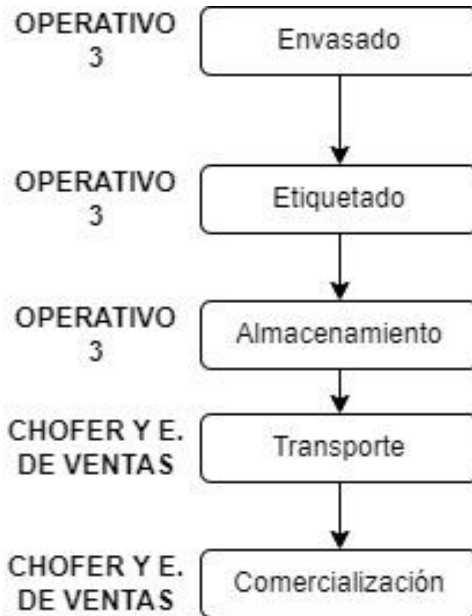 OPERATIVO
3
Envasado
OPERATIVO
3
Etiquetado
OPERATIVO
3
Almacenamiento
CHOFER Y E.
DE VENTAS
Transporte
CHOFER Y E.
DE VENTAS
Comercialización